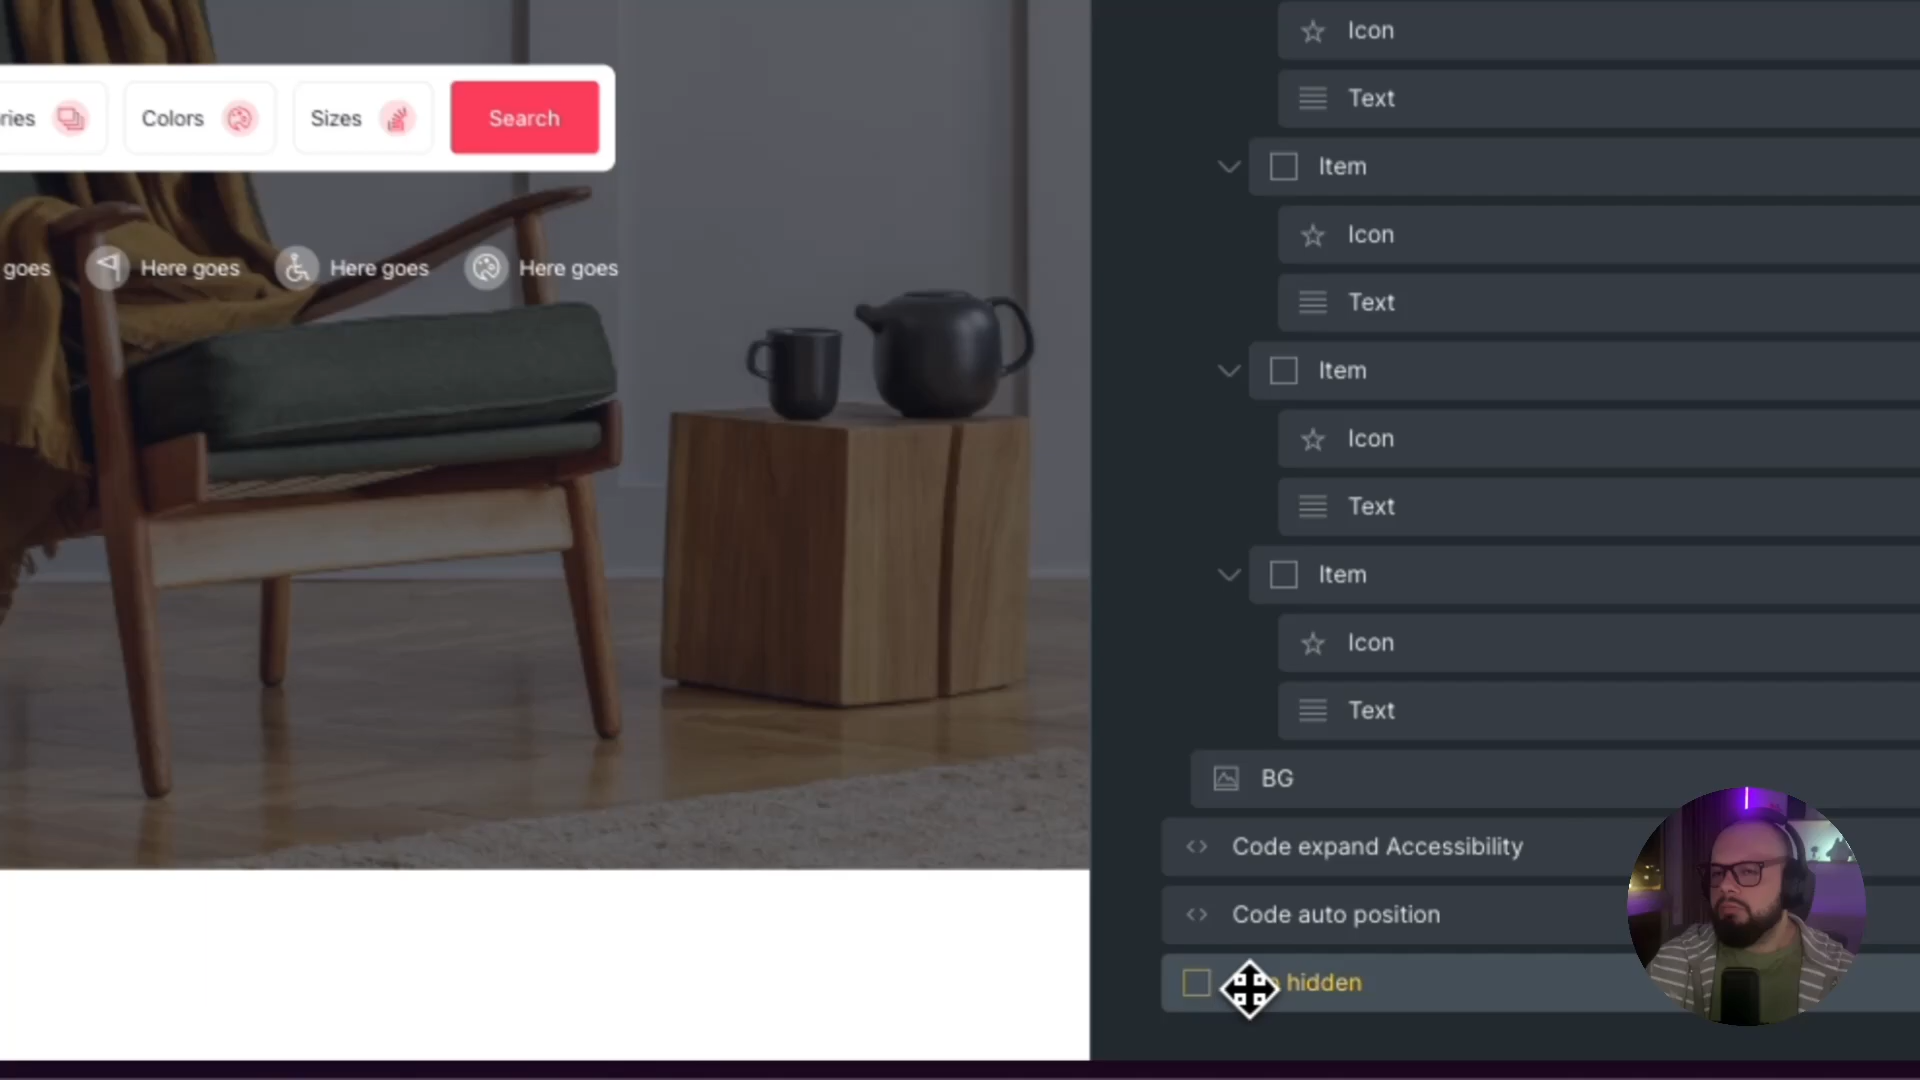 ries
Colors
Sizes
Search
goes
Here goes
Here goes
Here goes
Icon
Text
Item
Icon
Text
Item
Icon
Text
Item
Icon
Text
BG
Code expand Accessibility
Code auto position
hidden